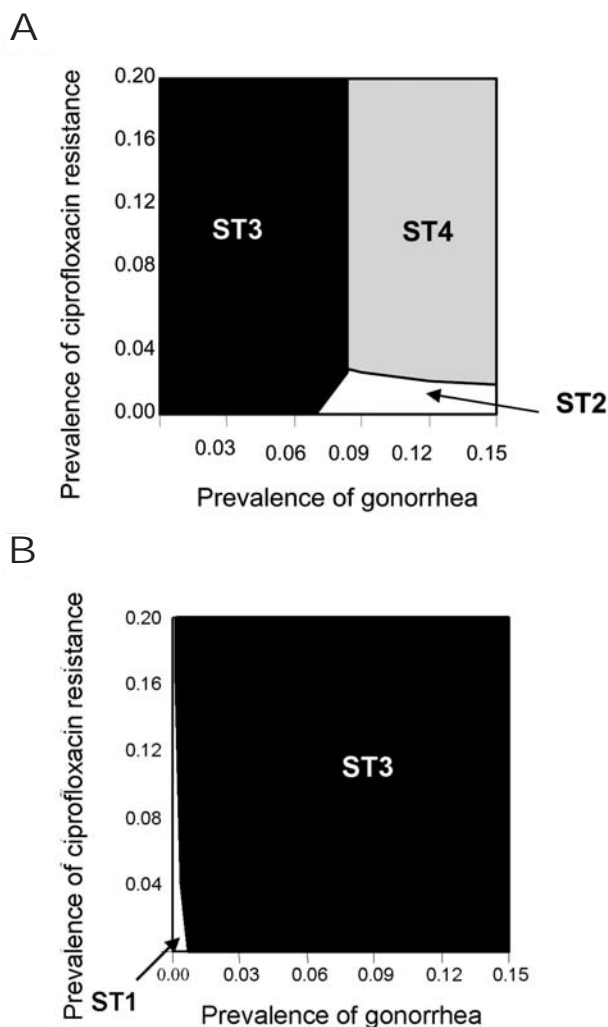 A
Prevalence of ciprofloxacin resistance
0.20
0.16
0.12
0.08
0.04
0.00
ST3
ST4
ST2
0.03 0.06 0.09 0.12 0.15
Prevalence of gonorrhea
B
Prevalence of ciprofloxacin resistance
0.20
0.16
0.12
0.08
0.04
ST3
ST1
0.00 0.03 0.06 0.09 0.12 0.15
Prevalence of gonorrhea